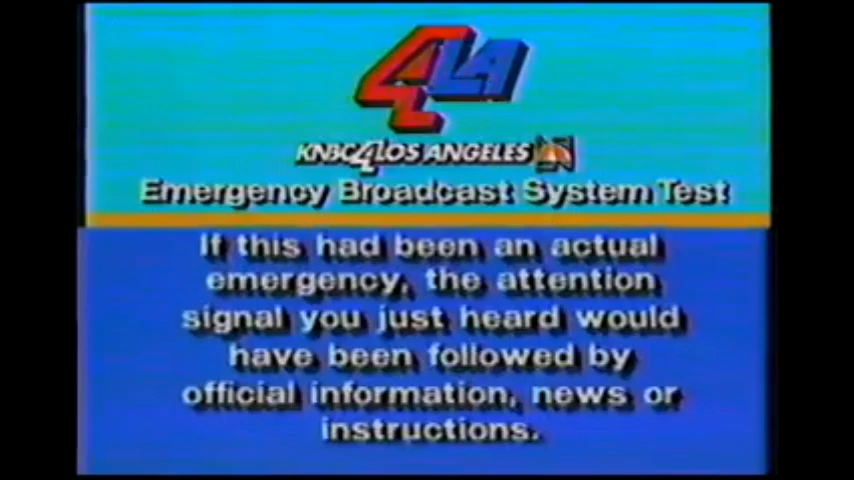 4LA
KNBC4LOS ANGELES
Emergency Broadcast System Test
If this had been an actual
emergency, the attention
signal you just heard would
have been followed by
official information, news or
instructions.